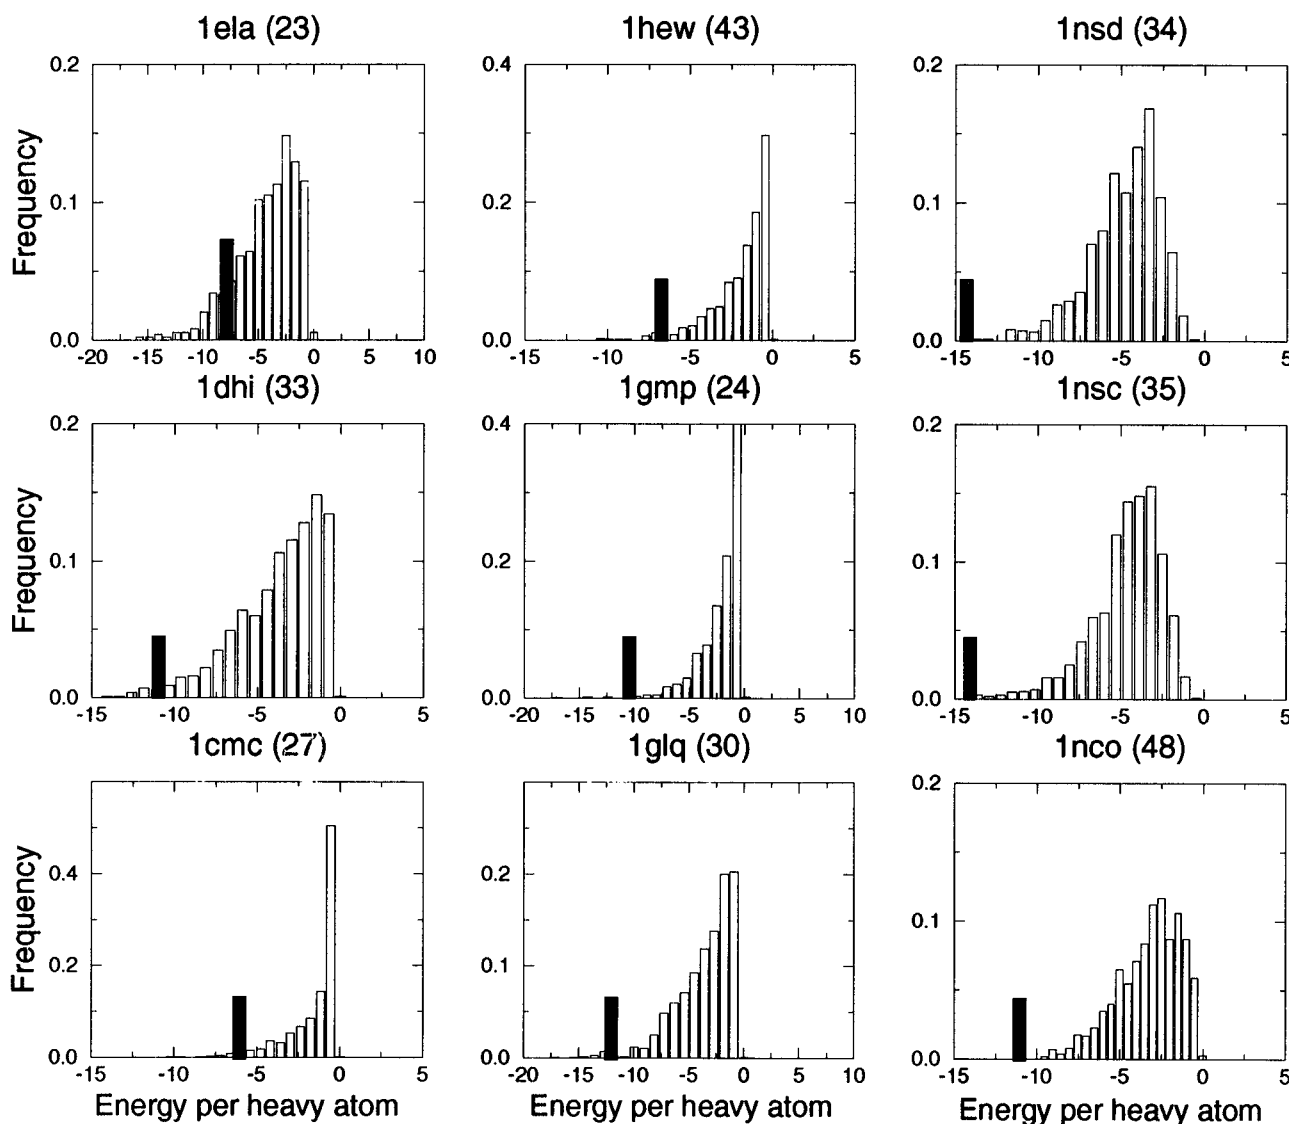 1ela (23) 1hew (43) 1nsd (34)
0.2 0.4 0.2
Frequency
0.1 0.2 0.1
0.0 0.0 0.0
-20 -15 -10 -5 0 5 10 -15 -10 -5 0 5 -15 -10 -5 0 5
1dhi (33) 1gmp (24) 1nsc (35)
0.2 0.4 0.2
Frequency
0.1 0.2 0.1
0.0 0.0 0.0
-15 -10 -5 0 5 -20 -15 -10 -5 0 5 10 -15 -10 -5 0 5
1cmc (27) 1glq (30) 1nco (48)
0.2
Frequency
0.4 0.2
0.1
0.2 0.1
0.0 0.0 0.0
-15 -10 -5 0 5 -20 -15 -10 -5 0 5 10 -15 -10 -5 0 5
Energy per heavy atom Energy per heavy atom Energy per heavy atom